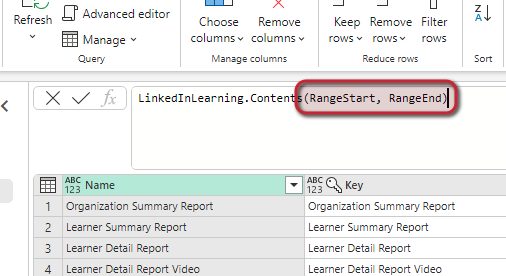 Refresh
Advanced editor
Manage
Query
Choose columns
Remove columns
Manage columns
Keep rows
Remove rows
Filter rows
Reduce rows
A
Z
Sort
fx
LinkedInLearning.Contents(RangeStart, RangeEnd)
ABC 123 Name
ABC 123 Key
1 Organization Summary Report Organization Summary Report
2 Learner Summary Report Learner Summary Report
3 Learner Detail Report Learner Detail Report
4 Learner Detail Report Video Learner Detail Report Video